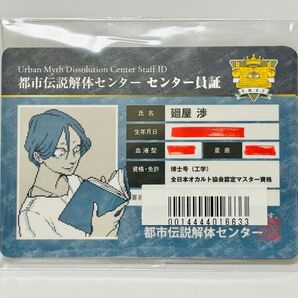 Urban Myth Dissolution Center Staff ID
都市伝説解体センター センター員証
U.M.D.C
氏名 廻屋 渉
生年月日
血液型 星座
資格・免許 博士号(工学)
全日本オカルト協会認定マスター資格
署名
0014444016633
都市伝説解体センター